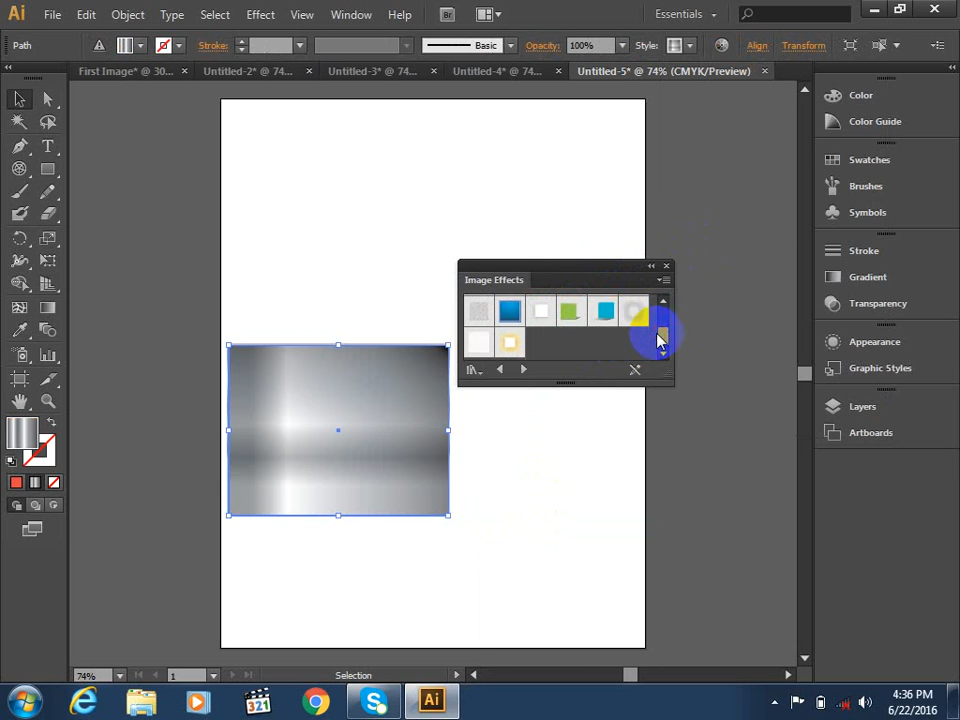 Ai File Edit Object Type Select Effect View Window Help Br Essentials
Path Stroke: Basic Opacity: 100% Style: Align Transform
First Image* @ 30... × Untitled-2* @ 74... × Untitled-3* @ 74... × Untitled-4* @ 74... × Untitled-5* @ 74% (CMYK/Preview) ×
Color
Color Guide
Swatches
Brushes
Symbols
Stroke
Gradient
Transparency
Appearance
Graphic Styles
Layers
Artboards
Image Effects
74% 1 Selection
321 Ai 4:36 PM
6/22/2016